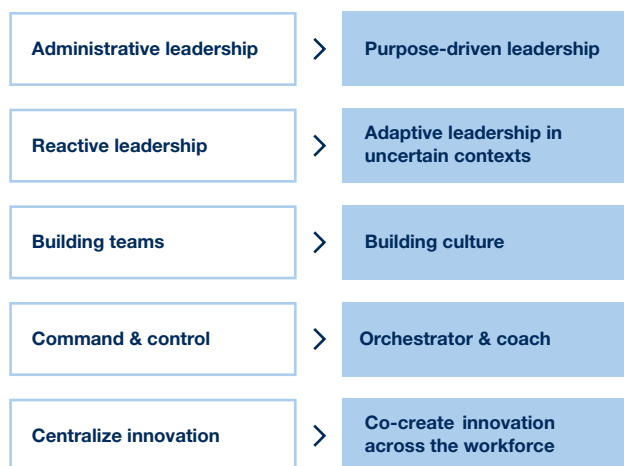 Administrative leadership
Purpose-driven leadership
Reactive leadership
Adaptive leadership in
uncertain contexts
Building teams
Building culture
Command & control
Orchestrator & coach
Centralize innovation
Co-create innovation
across the workforce